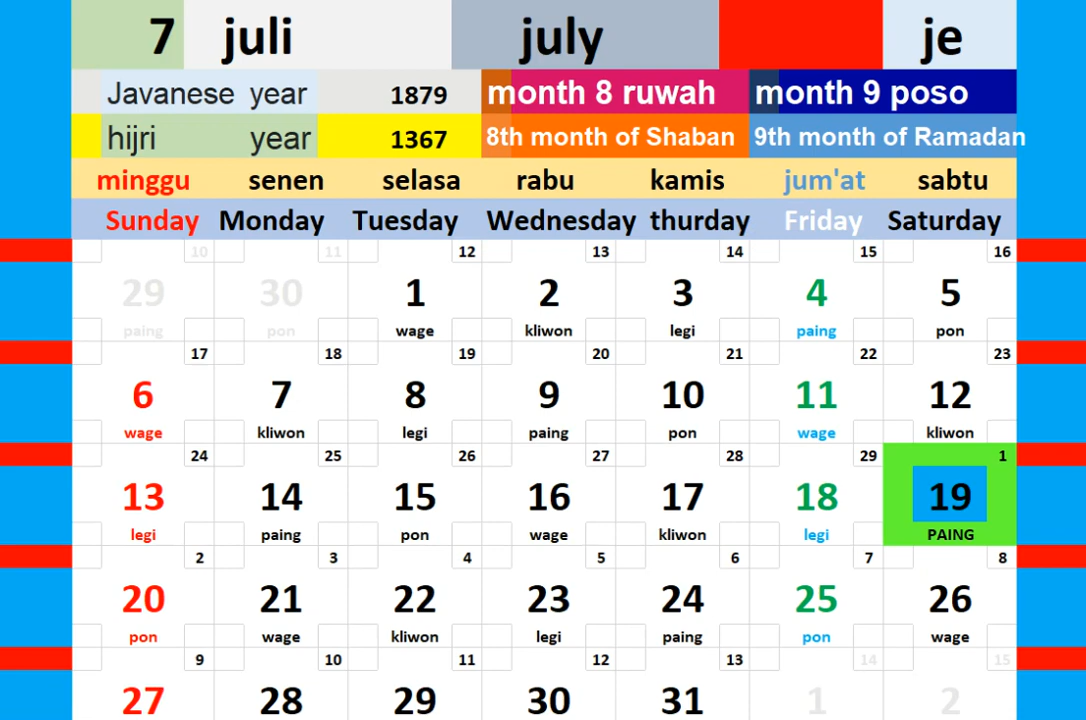 7 juli july je
Javanese year 1879 month 8 ruwah month 9 poso
hijri year 1367 8th month of Shaban 9th month of Ramadan
minggu senen selasa rabu kamis jum'at sabtu
Sunday Monday Tuesday Wednesday thurday Friday Saturday
10 11 12 13 14 15 16
29 30 1 2 3 4 5
paing pon wage kliwon legi paing pon
17 18 19 20 21 22 23
6 7 8 9 10 11 12
wage kliwon legi paing pon wage kliwon
24 25 26 27 28 29 1
13 14 15 16 17 18 19
legi paing pon wage kliwon legi PAING
2 3 4 5 6 7 8
20 21 22 23 24 25 26
pon wage kliwon legi paing pon wage
9 10 11 12 13 14 15
27 28 29 30 31 1 2